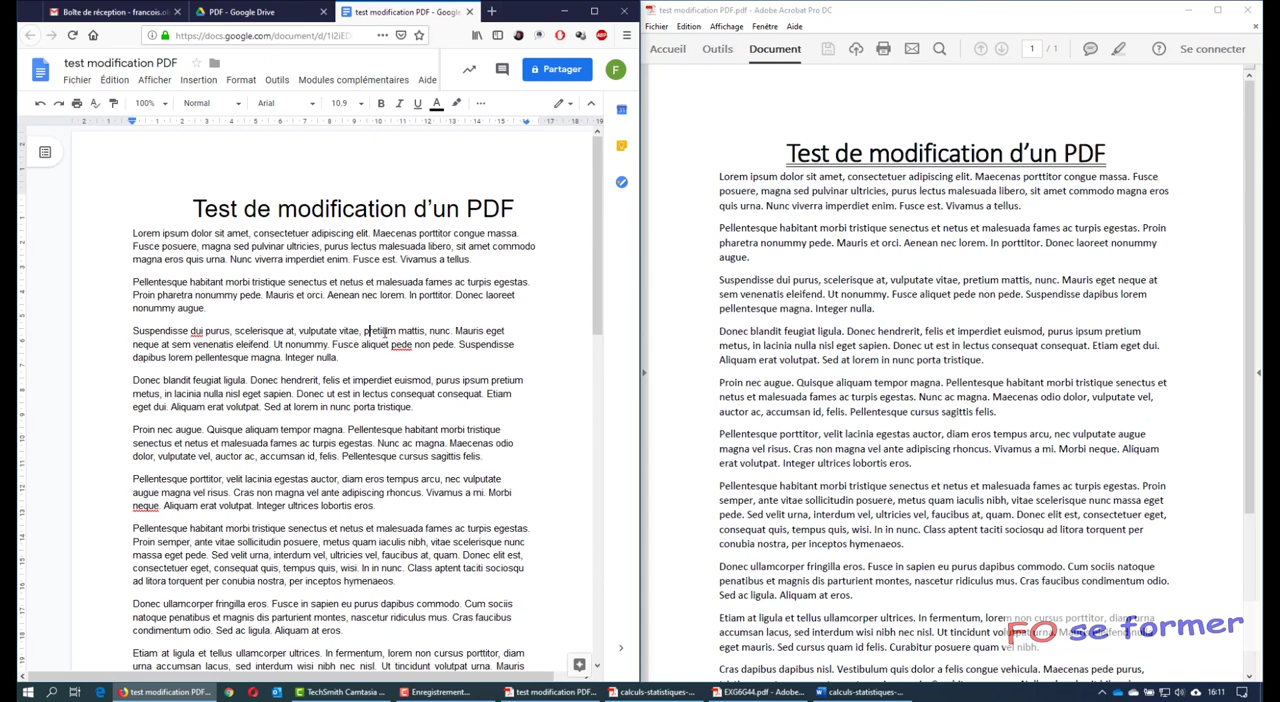 Boîte de réception - francois.ol
PDF - Google Drive
test modification PDF - Google
test modification PDF.pdf - Adobe Acrobat Pro DC
https://docs.google.com/document/d/1I2iED
Fichier Edition Affichage Fenêtre Aide
Accueil Outils Document 1 / 1 Se connecter
test modification PDF
Partager F
Fichier Édition Afficher Insertion Format Outils Modules complémentaires Aide
100% Normal Arial 10.9 B I U A
Test de modification d'un PDF
Lorem ipsum dolor sit amet, consectetuer adipiscing elit. Maecenas porttitor congue massa.
Fusce posuere, magna sed pulvinar ultricies, purus lectus malesuada libero, sit amet commodo
magna eros quis urna. Nunc viverra imperdiet enim. Fusce est. Vivamus a tellus.
Pellentesque habitant morbi tristique senectus et netus et malesuada fames ac turpis egestas.
Proin pharetra nonummy pede. Mauris et orci. Aenean nec lorem. In porttitor. Donec laoreet
nonummy augue.
Suspendisse dui purus, scelerisque at, vulputate vitae, pretium mattis, nunc. Mauris eget
neque at sem venenatis eleifend. Ut nonummy. Fusce aliquet pede non pede. Suspendisse
dapibus lorem pellentesque magna. Integer nulla.
Donec blandit feugiat ligula. Donec hendrerit, felis et imperdiet euismod, purus ipsum pretium
metus, in lacinia nulla nisl eget sapien. Donec ut est in lectus consequat consequat. Etiam
eget dui. Aliquam erat volutpat. Sed at lorem in nunc porta tristique.
Proin nec augue. Quisque aliquam tempor magna. Pellentesque habitant morbi tristique
senectus et netus et malesuada fames ac turpis egestas. Nunc ac magna. Maecenas odio
dolor, vulputate vel, auctor ac, accumsan id, felis. Pellentesque cursus sagittis felis.
Pellentesque porttitor, velit lacinia egestas auctor, diam eros tempus arcu, nec vulputate
augue magna vel risus. Cras non magna vel ante adipiscing rhoncus. Vivamus a mi. Morbi
neque. Aliquam erat volutpat. Integer ultrices lobortis eros.
Pellentesque habitant morbi tristique senectus et netus et malesuada fames ac turpis egestas.
Proin semper, ante vitae sollicitudin posuere, metus quam iaculis nibh, vitae scelerisque nunc
massa eget pede. Sed velit urna, interdum vel, ultricies vel, faucibus at, quam. Donec elit est,
consectetuer eget, consequat quis, tempus quis, wisi. In in nunc. Class aptent taciti sociosqu
ad litora torquent per conubia nostra, per inceptos hymenaeos.
Donec ullamcorper fringilla eros. Fusce in sapien eu purus dapibus commodo. Cum sociis
natoque penatibus et magnis dis parturient montes, nascetur ridiculus mus. Cras faucibus
condimentum odio. Sed ac ligula. Aliquam at eros.
Etiam at ligula et tellus ullamcorper ultrices. In fermentum, lorem non cursus porttitor, diam urna
accumsan lacus, sed interdum wisi nibh nec nisl. Ut tincidunt volutpat urna. Mauris eleifend
Test de modification d'un PDF
Lorem ipsum dolor sit amet, consectetuer adipiscing elit. Maecenas porttitor congue massa. Fusce
posuere, magna sed pulvinar ultricies, purus lectus malesuada libero, sit amet commodo magna eros
quis urna. Nunc viverra imperdiet enim. Fusce est. Vivamus a tellus.
Pellentesque habitant morbi tristique senectus et netus et malesuada fames ac turpis egestas. Proin
pharetra nonummy pede. Mauris et orci. Aenean nec lorem. In porttitor. Donec laoreet nonummy
augue.
Suspendisse dui purus, scelerisque at, vulputate vitae, pretium mattis, nunc. Mauris eget neque at
sem venenatis eleifend. Ut nonummy. Fusce aliquet pede non pede. Suspendisse dapibus lorem
pellentesque magna. Integer nulla.
Donec blandit feugiat ligula. Donec hendrerit, felis et imperdiet euismod, purus ipsum pretium
metus, in lacinia nulla nisl eget sapien. Donec ut est in lectus consequat consequat. Etiam eget dui.
Aliquam erat volutpat. Sed at lorem in nunc porta tristique.
Proin nec augue. Quisque aliquam tempor magna. Pellentesque habitant morbi tristique senectus et
netus et malesuada fames ac turpis egestas. Nunc ac magna. Maecenas odio dolor, vulputate vel,
auctor ac, accumsan id, felis. Pellentesque cursus sagittis felis.
Pellentesque porttitor, velit lacinia egestas auctor, diam eros tempus arcu, nec vulputate augue
magna vel risus. Cras non magna vel ante adipiscing rhoncus. Vivamus a mi. Morbi neque. Aliquam
erat volutpat. Integer ultrices lobortis eros.
Pellentesque habitant morbi tristique senectus et netus et malesuada fames ac turpis egestas. Proin
semper, ante vitae sollicitudin posuere, metus quam iaculis nibh, vitae scelerisque nunc massa eget
pede. Sed velit urna, interdum vel, ultricies vel, faucibus at, quam. Donec elit est, consectetuer eget,
consequat quis, tempus quis, wisi. In in nunc. Class aptent taciti sociosqu ad litora torquent per
conubia nostra, per inceptos hymenaeos.
Donec ullamcorper fringilla eros. Fusce in sapien eu purus dapibus commodo. Cum sociis natoque
penatibus et magnis dis parturient montes, nascetur ridiculus mus. Cras faucibus condimentum odio.
Sed ac ligula. Aliquam at eros.
Etiam at ligula et tellus ullamcorper ultrices. In fermentum, lorem non cursus porttitor, diam urna
accumsan lacus, sed interdum wisi nibh nec nisl. Ut tincidunt volutpat urna. Mauris eleifend nulla
eget mauris. Sed cursus quam id felis. Curabitur posuere quam vel nibh.
Cras dapibus dapibus nisl. Vestibulum quis dolor a felis congue vehicula. Maecenas pede purus,
FO se former
test modification PD... TechSmith Camtasia Enregistrement... test modification PD... calculs-statistiques-... EXG6G44.pdf - Adobe... calculs-statistiques-... 16:11